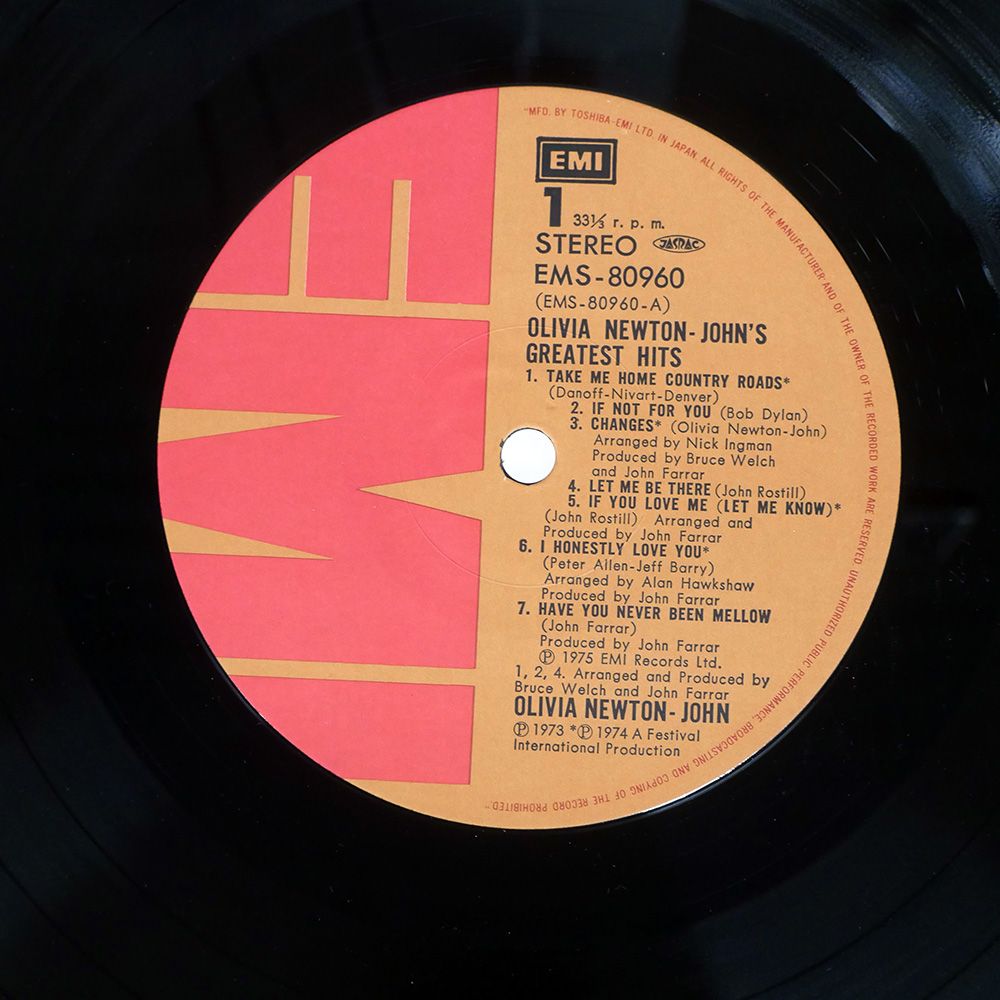 "MFD. BY TOSHIBA-EMI LTD. IN JAPAN. ALL RIGHTS OF THE MANUFACTURER AND OF THE OWNER OF THE RECORDED WORK ARE RESERVED. UNAUTHORIZED PUBLIC PERFORMANCE, BROADCASTING AND COPYING OF THE RECORD PROHIBITED."
EMI
EMI
1 33⅓ r. p. m.
STEREO JASRAC
EMS-80960
(EMS-80960-A)
OLIVIA NEWTON-JOHN'S
GREATEST HITS
1. TAKE ME HOME COUNTRY ROADS*
(Danoff-Nivart-Denver)
2. IF NOT FOR YOU (Bob Dylan)
3. CHANGES* (Olivia Newton-John)
Arranged by Nick Ingman
Produced by Bruce Welch
and John Farrar
4. LET ME BE THERE (John Rostill)
5. IF YOU LOVE ME (LET ME KNOW)*
(John Rostill) Arranged and
Produced by John Farrar
6. I HONESTLY LOVE YOU*
(Peter Allen-Jeff Barry)
Arranged by Alan Hawkshaw
Produced by John Farrar
7. HAVE YOU NEVER BEEN MELLOW
(John Farrar)
Produced by John Farrar
℗ 1975 EMI Records Ltd.
1, 2, 4. Arranged and Produced by
Bruce Welch and John Farrar
OLIVIA NEWTON-JOHN
℗ 1973 *℗ 1974 A Festival
International Production